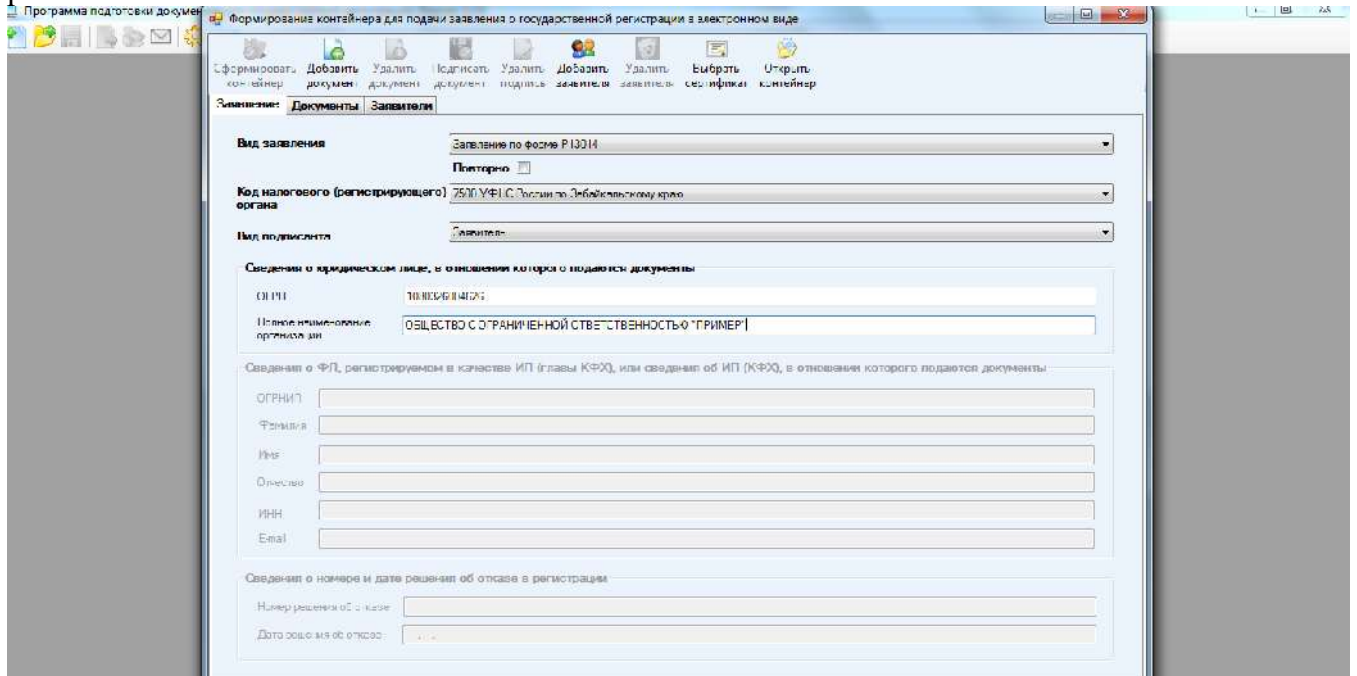 Программа подготовки докумен
Формирование контейнера для подачи заявления о государственной регистрации в электронном виде
Сформировать контейнер
Добавить документ
Удалить документ
Подписать документ
Удалить подпись
Добавить заявителя
Удалить заявителя
Выбрать сертификат
Открыть контейнер
Заявление Документы Заявители
Вид заявления Заявление по форме Р13014
Повторно
Код налогового (регистрирующего) 7500 УФНС России по Забайкальскому краю
органа
Вид подписанта Заявитель
Сведения о юридическом лице, в отношении которого подаются документы
ОГРН
Полное наименование ОБЩЕСТВО С ОГРАНИЧЕННОЙ ОТВЕТСТВЕННОСТЬЮ "ПРИМЕР"
организации
Сведения о ФЛ, регистрируемом в качестве ИП (главы КФХ), или сведения об ИП (КФХ), в отношении которого подаются документы
ОГРНИП
Фамилия
Имя
Отчество
ИНН
E-mail
Сведения о номере и дате решения об отказе в регистрации
Номер решения об отказе
Дата решения об отказе